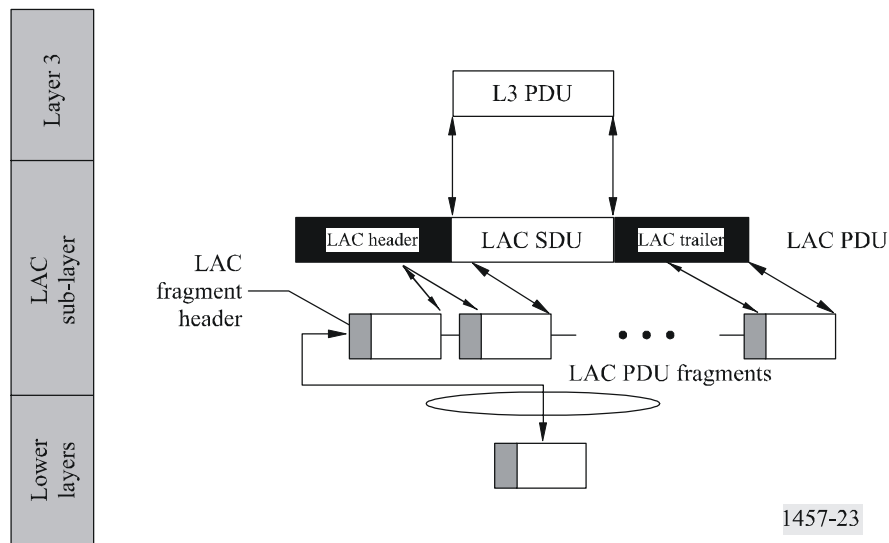 Layer 3
L3 PDU
LAC
sub-layer
LAC header
LAC SDU
LAC trailer
LAC PDU
LAC
fragment
header
LAC PDU fragments
Lower
layers
1457-23